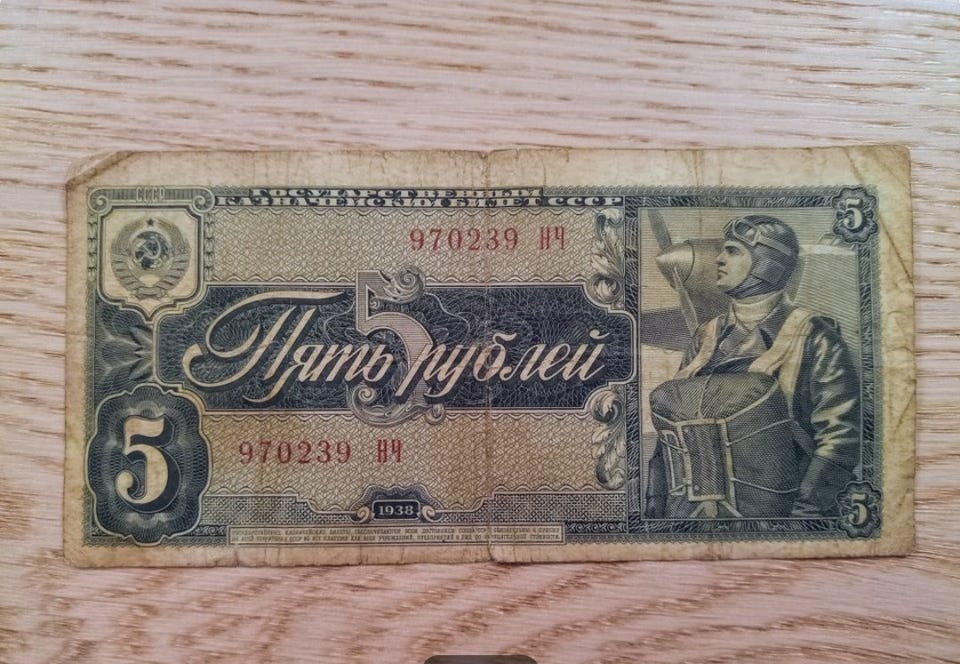 СССР
ГОСУДАРСТВЕННЫЙ
КАЗНАЧЕЙСКИЙ БИЛЕТ СССР
5
970239 НЧ
5
Пять рублей
5
970239 НЧ
1938
5